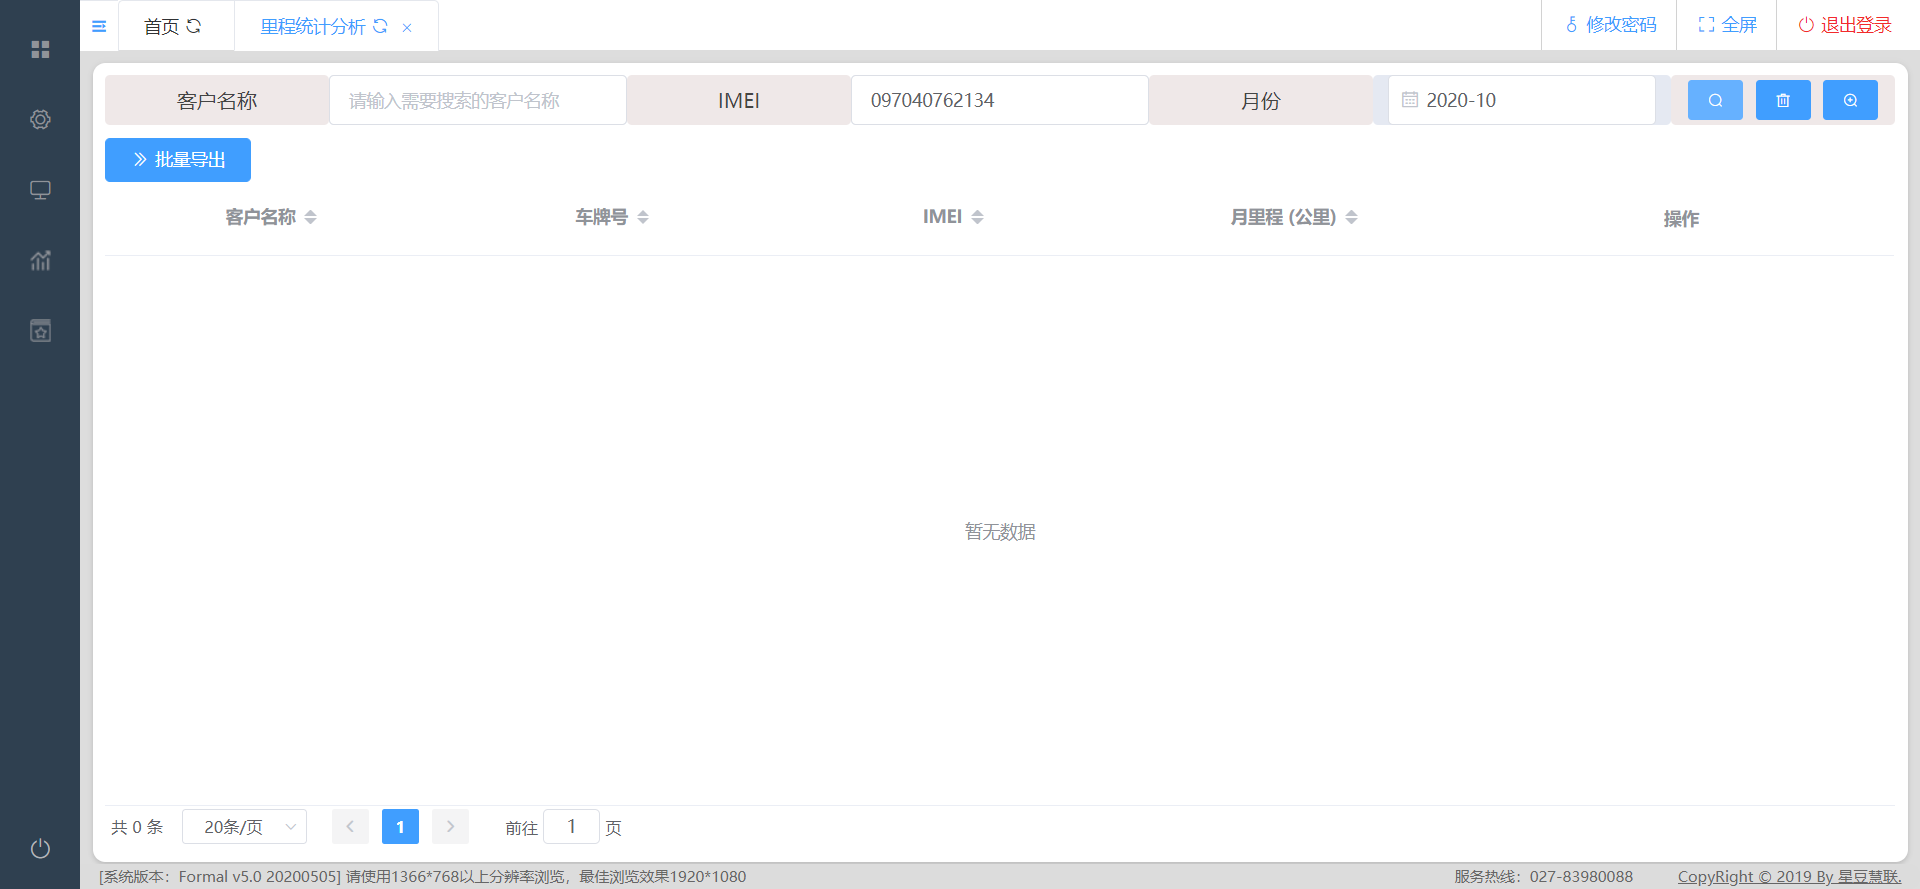 首页
里程统计分析
修改密码
全屏
退出登录
客户名称
请输入需要搜索的客户名称
IMEI
097040762134
月份
2020-10
批量导出
客户名称
车牌号
IMEI
月里程 (公里)
操作
暂无数据
共 0 条
20条/页
1
前往
1
页
[系统版本：Formal v5.0 20200505] 请使用1366*768以上分辨率浏览，最佳浏览效果1920*1080
服务热线：027-83980088
CopyRight © 2019 By 星豆慧联.